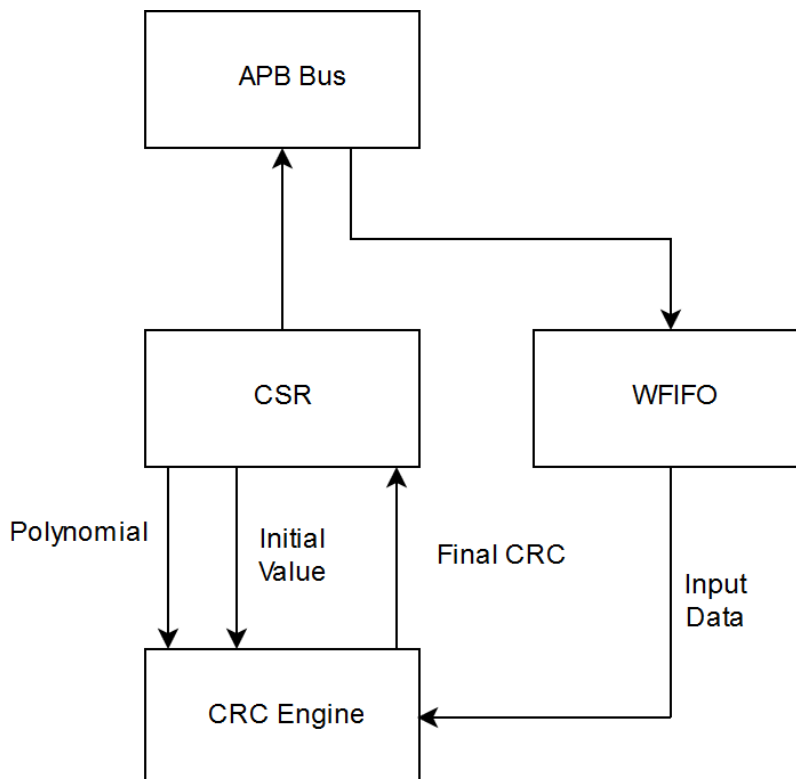 APB Bus
CSR
WFIFO
Polynomial
Initial
Value
Final CRC
Input
Data
CRC Engine